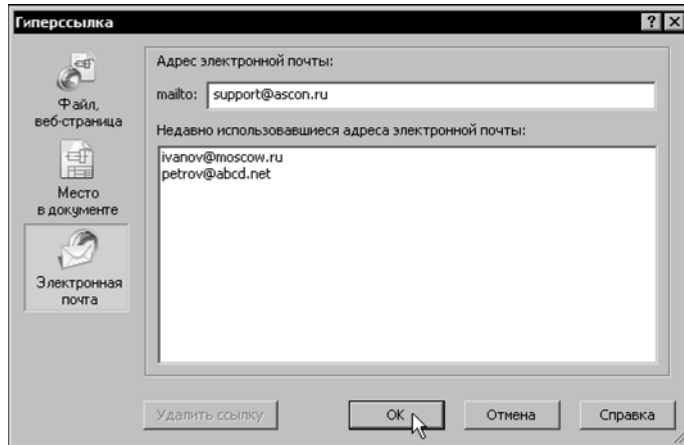 Гиперссылка
Файл,
веб-страница
Место
в документе
Электронная
почта
Адрес электронной почты:
mailto: support@ascon.ru
Недавно использовавшиеся адреса электронной почты:
ivanov@moscow.ru
petrov@abcd.net
Удалить ссылку
OK
Отмена
Справка